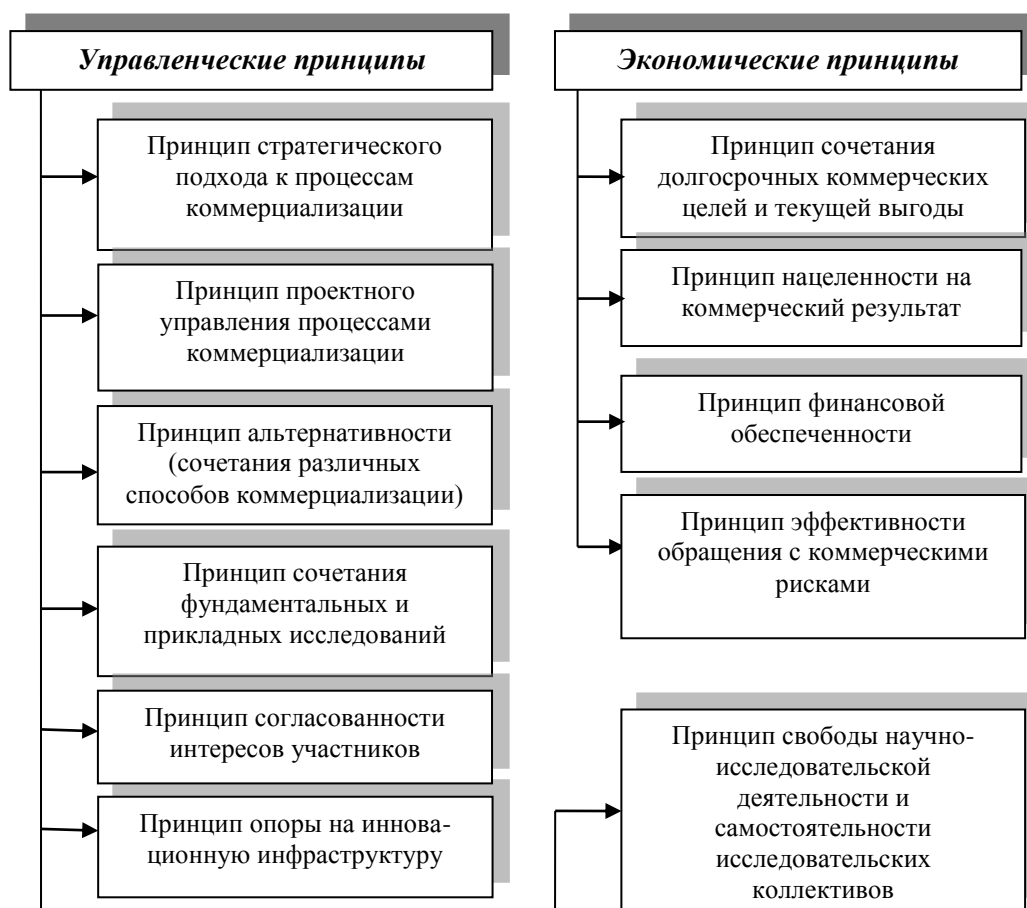 Управленческие принципы
Принцип стратегического
подхода к процессам
коммерциализации
Принцип проектного
управления процессами
коммерциализации
Принцип альтернативности
(сочетания различных
способов коммерциализации)
Принцип сочетания
фундаментальных и
прикладных исследований
Принцип согласованности
интересов участников
Принцип опоры на иннова-
ционную инфраструктуру
Экономические принципы
Принцип сочетания
долгосрочных коммерческих
целей и текущей выгоды
Принцип нацеленности на
коммерческий результат
Принцип финансовой
обеспеченности
Принцип эффективности
обращения с коммерческими
рисками
Принцип свободы научно-
исследовательской
деятельности и
самостоятельности
исследовательских
коллективов